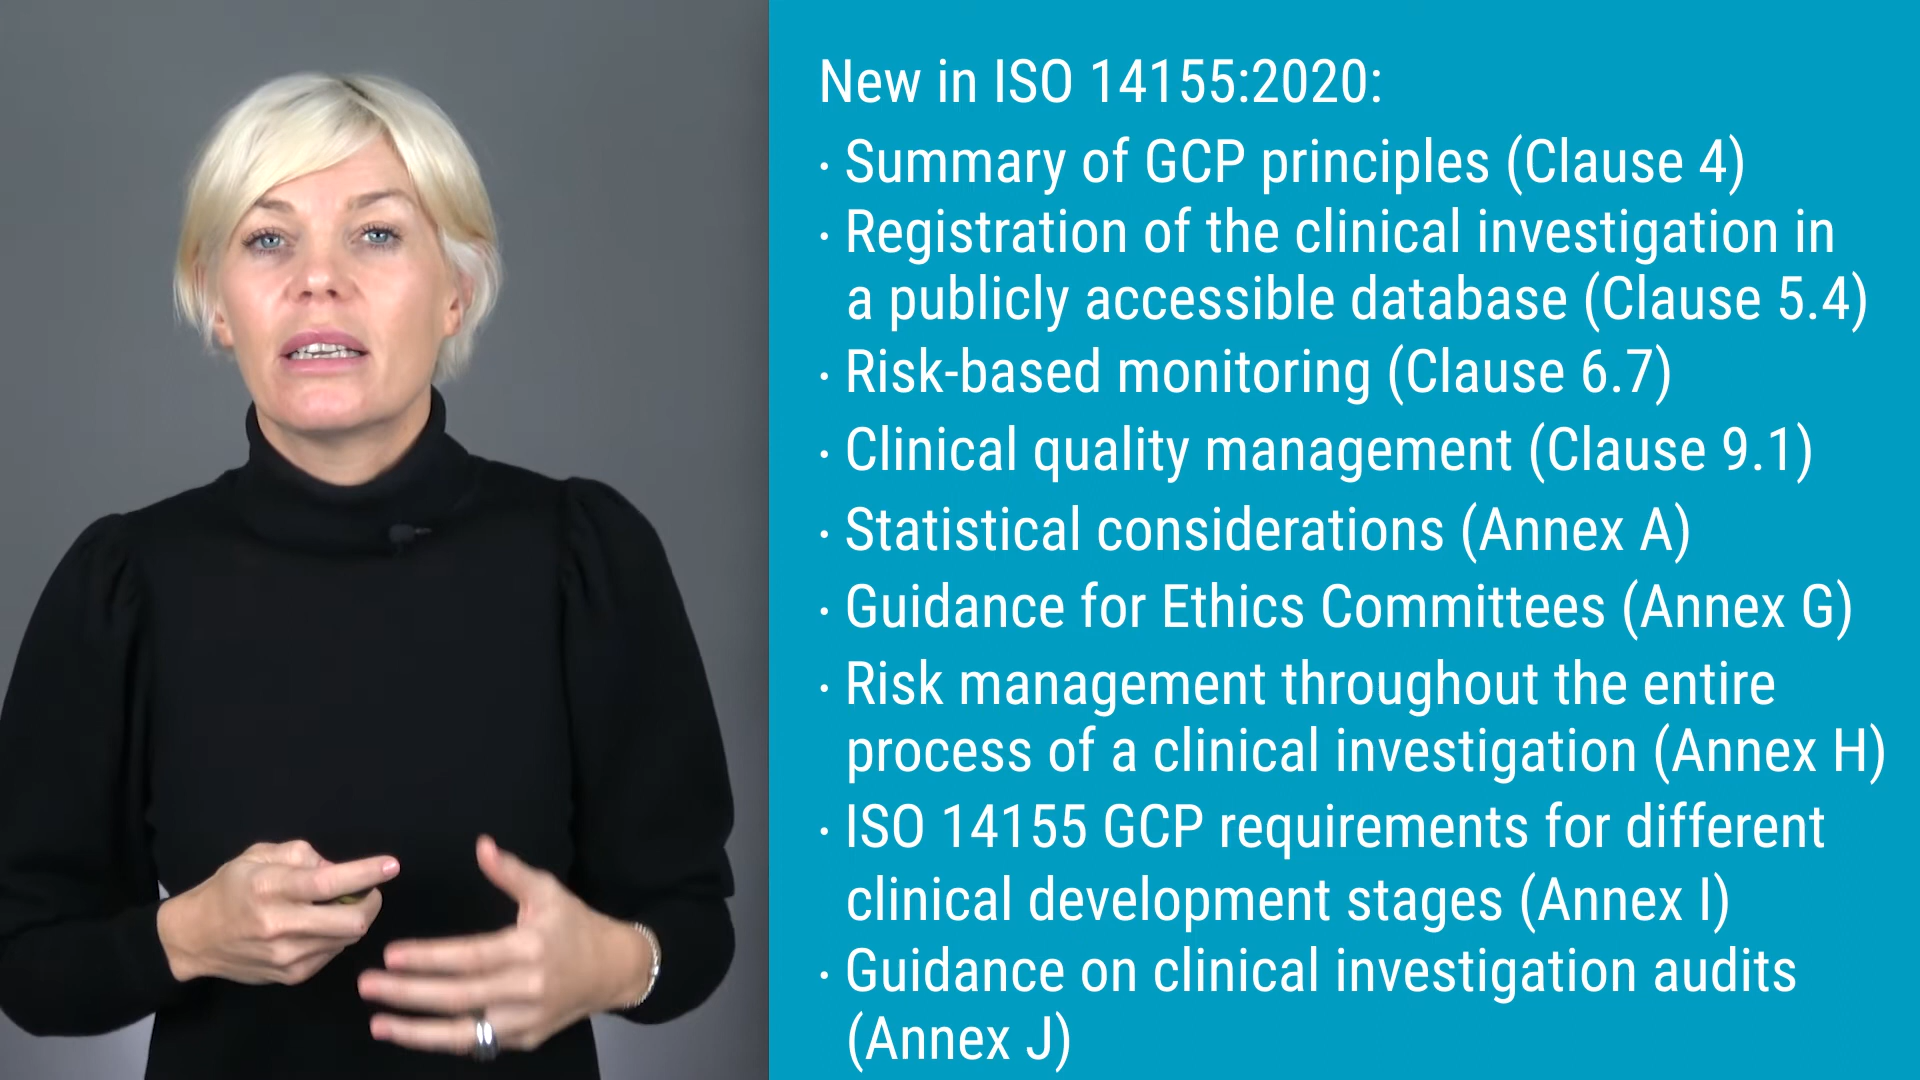 New in ISO 14155:2020:
· Summary of GCP principles (Clause 4)
· Registration of the clinical investigation in
a publicly accessible database (Clause 5.4)
· Risk-based monitoring (Clause 6.7)
· Clinical quality management (Clause 9.1)
· Statistical considerations (Annex A)
· Guidance for Ethics Committees (Annex G)
· Risk management throughout the entire
process of a clinical investigation (Annex H)
· ISO 14155 GCP requirements for different
clinical development stages (Annex I)
· Guidance on clinical investigation audits
(Annex J)